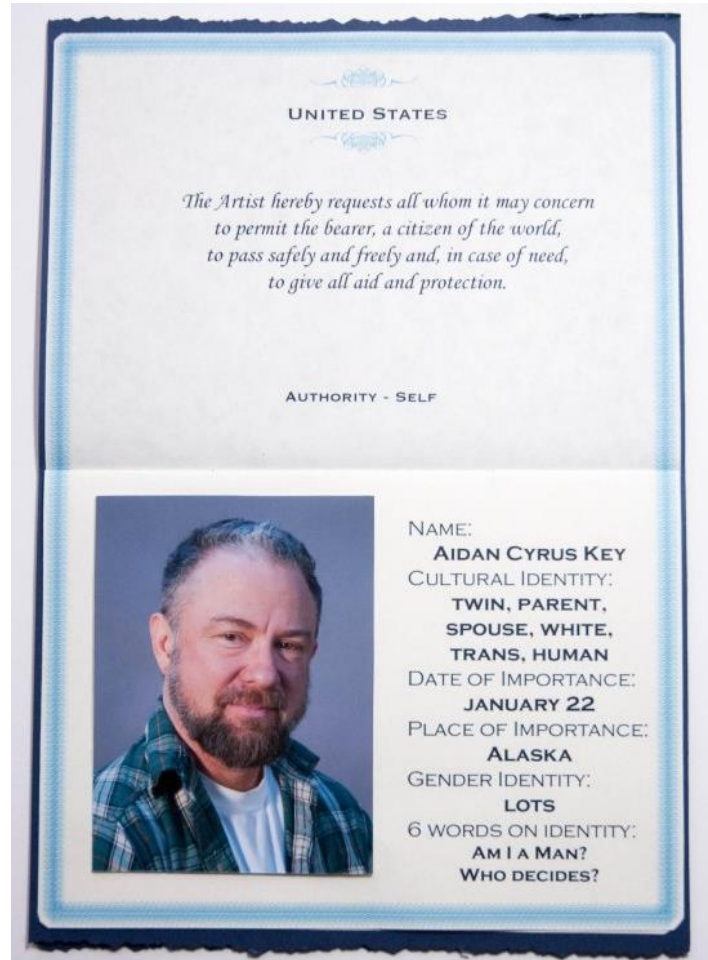 UNITED STATES
The Artist hereby requests all whom it may concern
to permit the bearer, a citizen of the world,
to pass safely and freely and, in case of need,
to give all aid and protection.
AUTHORITY - SELF
NAME:
AIDAN CYRUS KEY
CULTURAL IDENTITY:
TWIN, PARENT,
SPOUSE, WHITE,
TRANS, HUMAN
DATE OF IMPORTANCE:
JANUARY 22
PLACE OF IMPORTANCE:
ALASKA
GENDER IDENTITY:
LOTS
6 WORDS ON IDENTITY:
AM I A MAN?
WHO DECIDES?